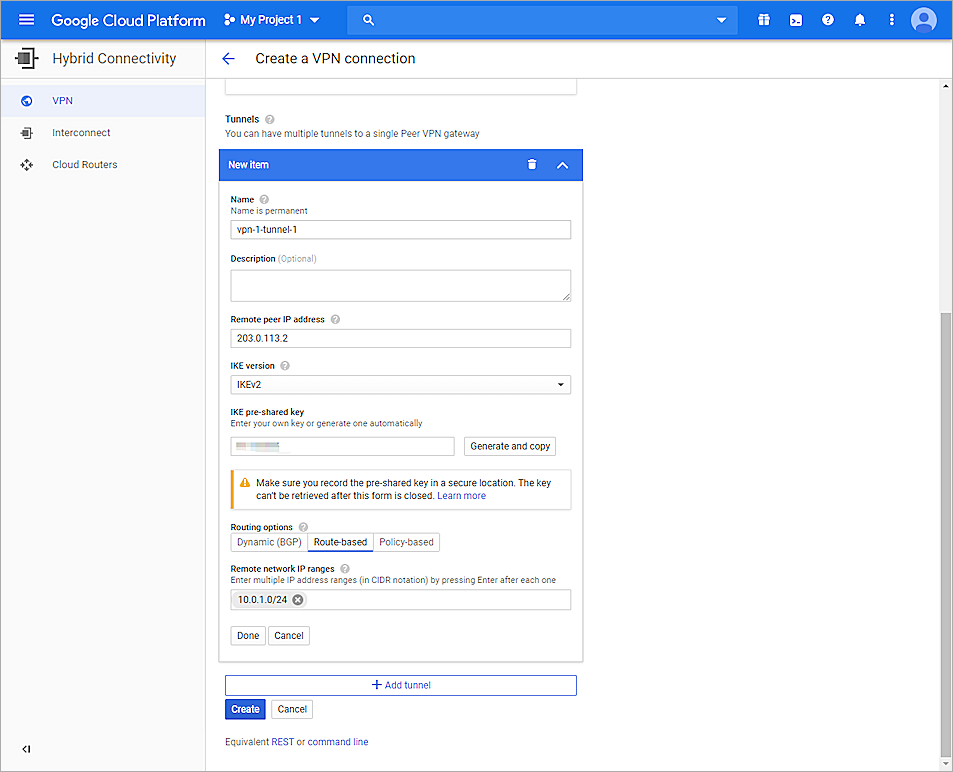 Google Cloud Platform
My Project 1
Hybrid Connectivity
Create a VPN connection
VPN
Interconnect
Cloud Routers
Tunnels
You can have multiple tunnels to a single Peer VPN gateway
New item
Name
Name is permanent
vpn-1-tunnel-1
Description (Optional)
Remote peer IP address
203.0.113.2
IKE version
IKEv2
IKE pre-shared key
Enter your own key or generate one automatically
Generate and copy
Make sure you record the pre-shared key in a secure location. The key
can't be retrieved after this form is closed. Learn more
Routing options
Dynamic (BGP) Route-based Policy-based
Remote network IP ranges
Enter multiple IP address ranges (in CIDR notation) by pressing Enter after each one
10.0.1.0/24
Done Cancel
Add tunnel
Create Cancel
Equivalent REST or command line